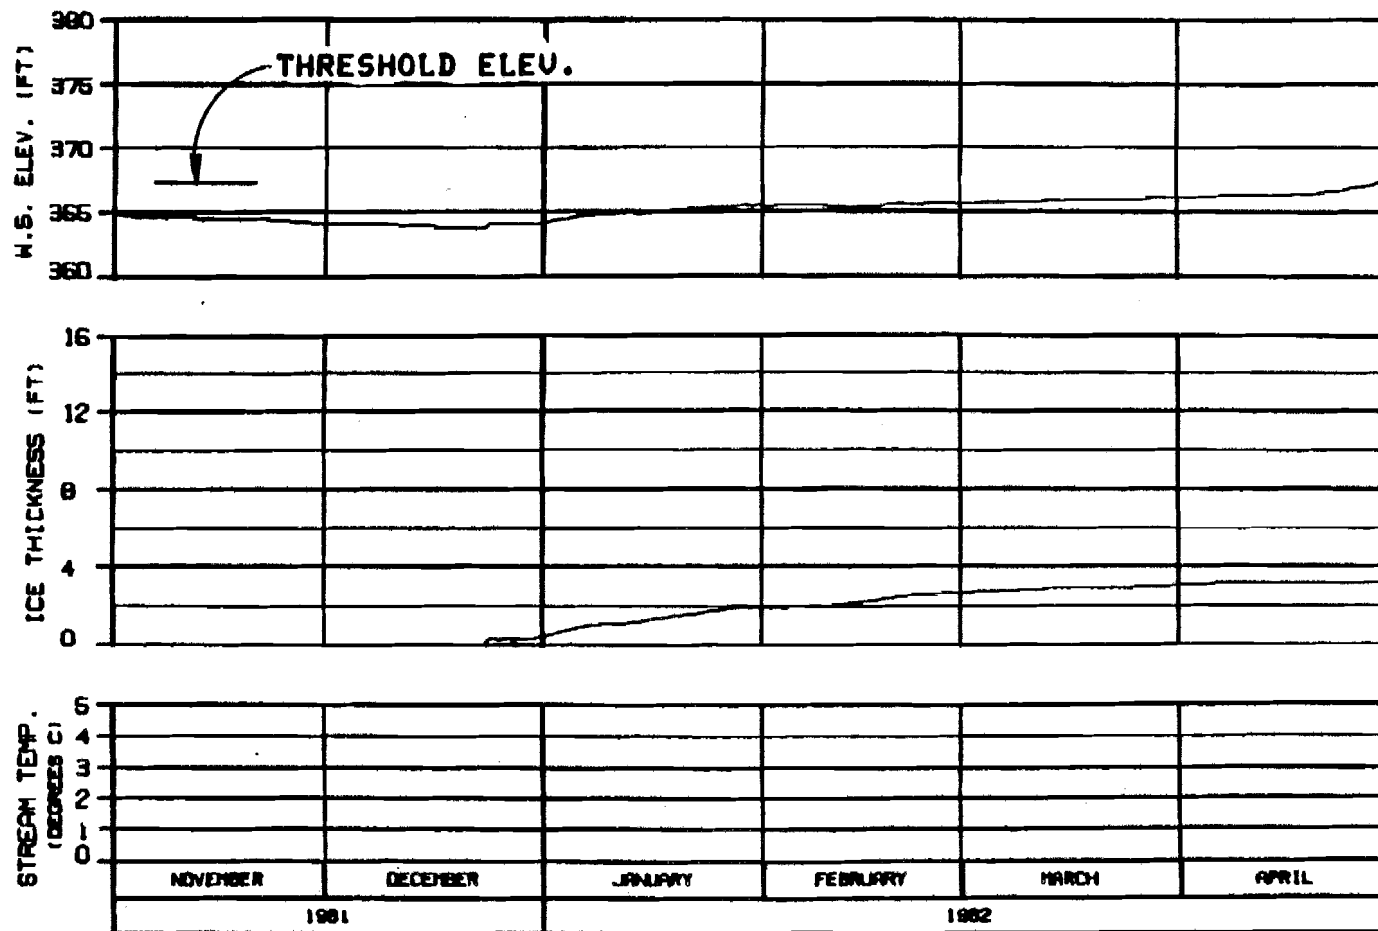 380
THRESHOLD ELEV.
375
370
365
360
W.S. ELEV. (FT)
16
12
8
4
0
ICE THICKNESS (FT)
5
4
3
2
1
0
STREAM TEMP.
(DEGREES C)
NOVEMBER DECEMBER JANUARY FEBRUARY MARCH APRIL
1981 1982